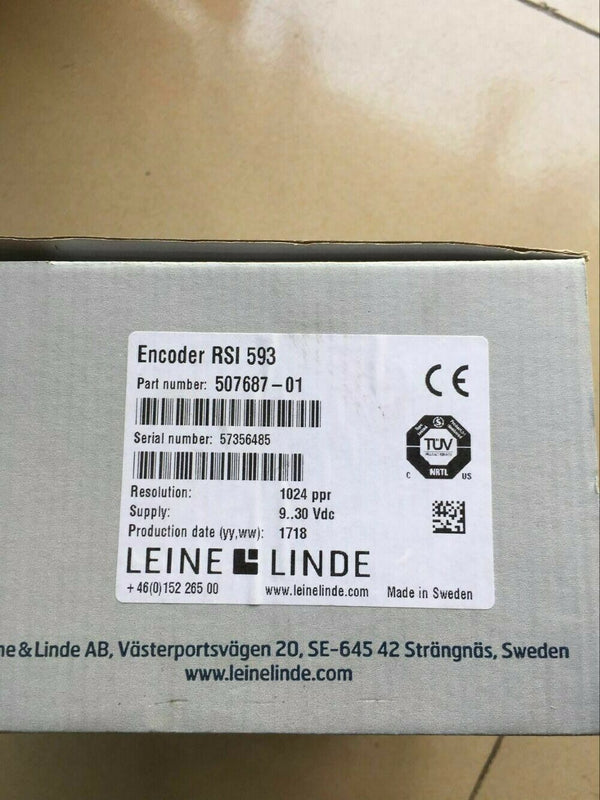 Encoder RSI 593
Part number: 507687-01
CE
Serial number: 57356485
TÜV
NRTL
C US
Resolution: 1024 ppr
Supply: 9..30 Vdc
Production date (yy,ww): 1718
LEINE LINDE
+46(0)152 265 00 www.leinelinde.com Made in Sweden
ne & Linde AB, Västerportsvägen 20, SE-645 42 Strängnäs, Sweden
www.leinelinde.com